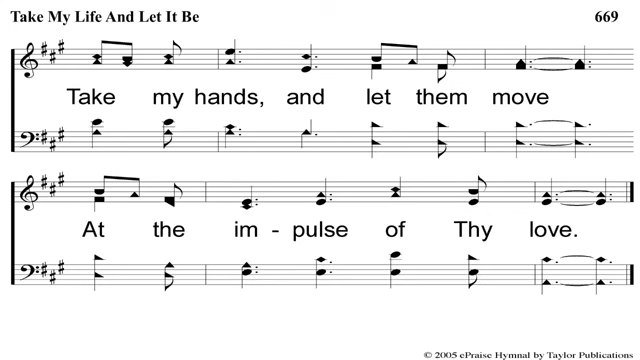 Take My Life And Let It Be 669
Take my hands, and let them move
At the im - pulse of Thy love.
© 2005 ePraise Hymnal by Taylor Publications